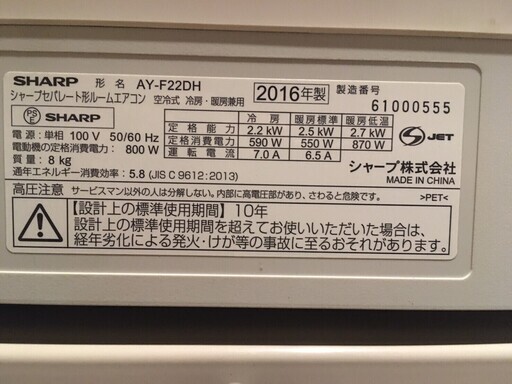 SHARP 形 名 AY-F22DH 2016年製 製造番号
シャープセパレート形ルームエアコン 空冷式 冷房・暖房兼用 61000555
PS E SHARP
冷 房 暖房標準 暖房低温
定 格 能 力 2.2 kW 2.5 kW 2.7 kW
定格消費電力 590 W 550 W 870 W
運 転 電 流 7.0 A 6.5 A
JET
電源:単相 100 V 50/60 Hz
電動機の定格消費電力: 800 W
質量:8 kg
通年エネルギー消費効率:5.8 (JIS C 9612:2013)
シャープ株式会社
MADE IN CHINA
高圧注意 サービスマン以外の人は分解しない。内部に高電圧部があり、さわると危険です。 >PET<
【設計上の標準使用期間】10年
設計上の標準使用期間を超えてお使いいただいた場合は、
経年劣化による発火・けが等の事故に至るおそれがあります。